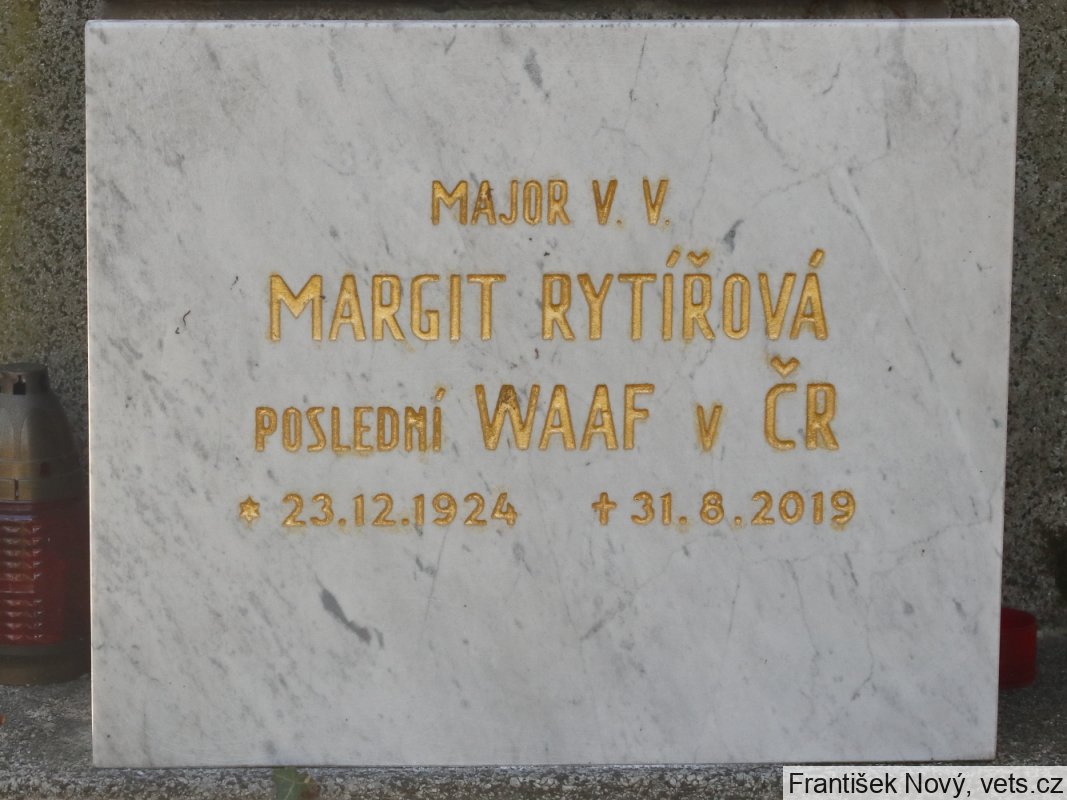 MAJOR V. V.
MARGIT RYTÍŘOVÁ
POSLEDNÍ WAAF V ČR
* 23.12.1924 ✝ 31.8.2019
František Nový, vets.cz